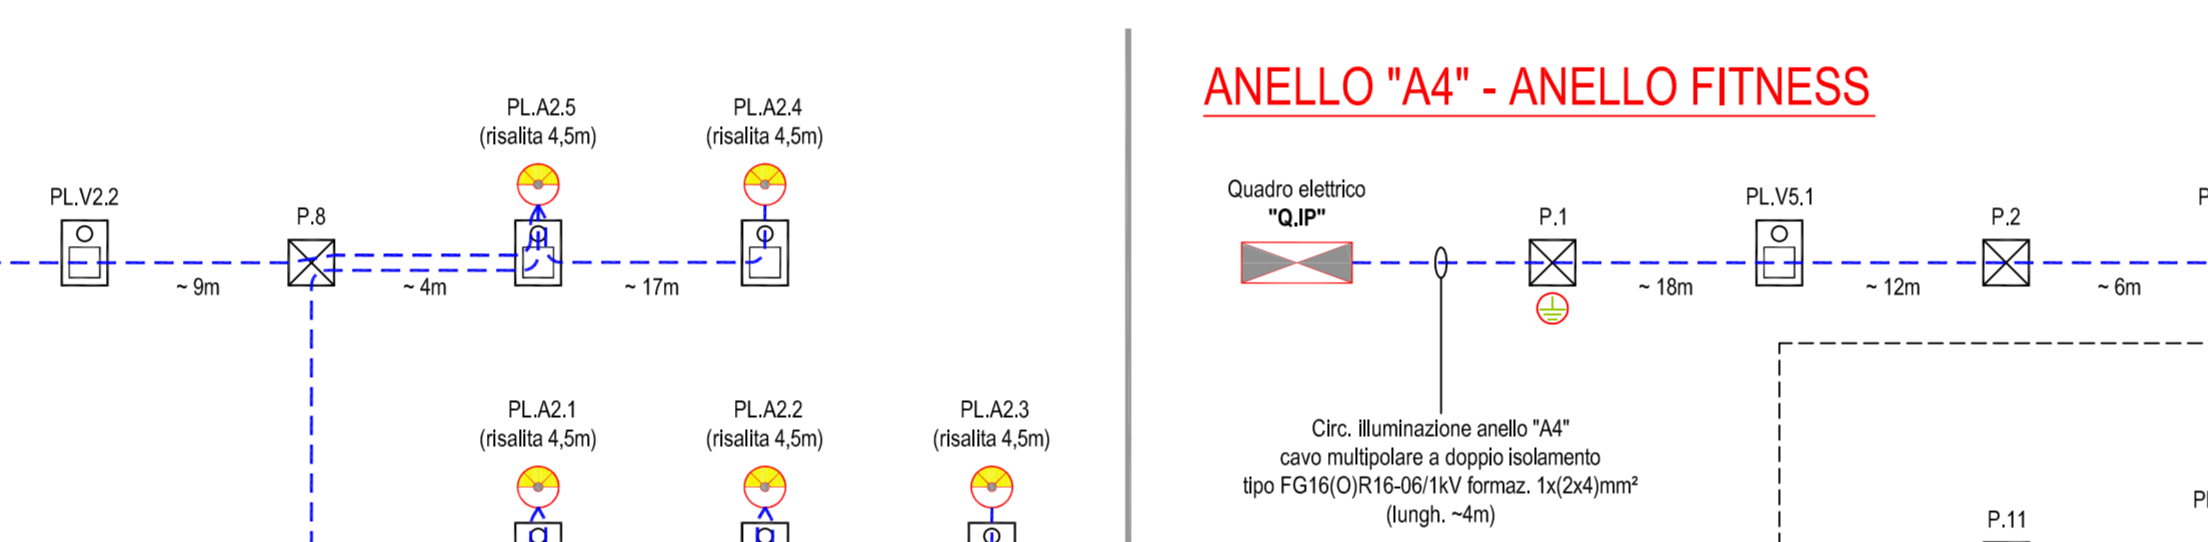 PL.A2.5
(risalita 4,5m)
PL.A2.4
(risalita 4,5m)
PL.V2.2
P.8
~ 9m
~ 4m
~ 17m
PL.A2.1
(risalita 4,5m)
PL.A2.2
(risalita 4,5m)
PL.A2.3
(risalita 4,5m)
ANELLO "A4" - ANELLO FITNESS
Quadro elettrico
"Q.IP"
P.1
PL.V5.1
P.2
~ 18m
~ 12m
~ 6m
Circ. illuminazione anello "A4"
cavo multipolare a doppio isolamento
tipo FG16(O)R16-06/1kV formaz. 1x(2x4)mm²
(lungh. ~4m)
P.11